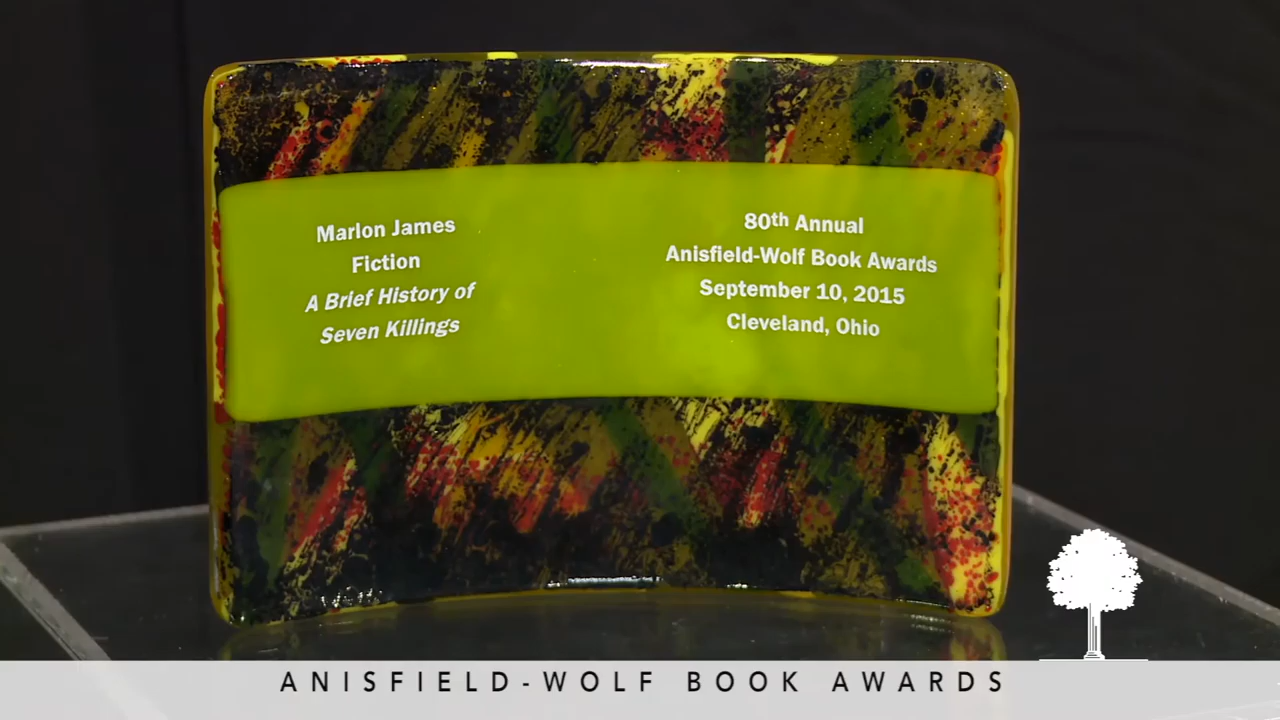 Marlon James
Fiction
A Brief History of
Seven Killings
80th Annual
Anisfield-Wolf Book Awards
September 10, 2015
Cleveland, Ohio
ANISFIELD-WOLF BOOK AWARDS